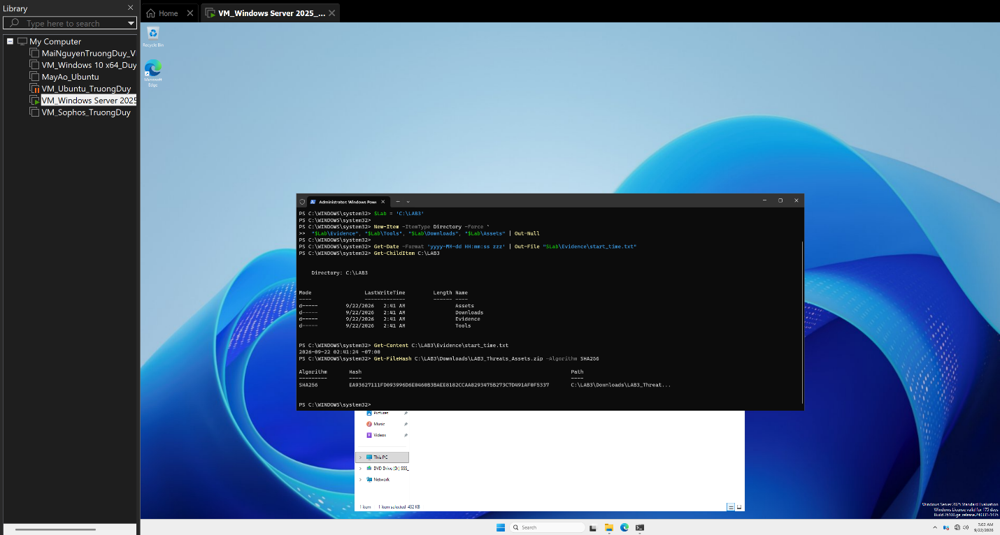 Library
Type here to search
My Computer
MaiNguyenTruongDuy_V
VM_Windows 10 x64_Duy
MayAo_Ubuntu
VM_Ubuntu_TruongDuy
VM_Windows Server 2025
VM_Sophos_TruongDuy
Home
VM_Windows Server 2025_...
Recycle Bin
Microsoft
Edge
Administrator: Windows Powe
PS C:\WINDOWS\system32> $Lab = 'C:\LAB3'
PS C:\WINDOWS\system32>
PS C:\WINDOWS\system32> New-Item -ItemType Directory -Force `
>> "$Lab\Evidence", "$Lab\Tools", "$Lab\Downloads", "$Lab\Assets" | Out-Null
PS C:\WINDOWS\system32>
PS C:\WINDOWS\system32> Get-Date -Format 'yyyy-MM-dd HH:mm:ss zzz' | Out-File "$Lab\Evidence\start_time.txt"
PS C:\WINDOWS\system32> Get-ChildItem C:\LAB3
Directory: C:\LAB3
Mode LastWriteTime Length Name
---- ------------- ------ ----
d----- 9/22/2026 2:41 AM Assets
d----- 9/22/2026 2:41 AM Downloads
d----- 9/22/2026 2:41 AM Evidence
d----- 9/22/2026 2:41 AM Tools
PS C:\WINDOWS\system32> Get-Content C:\LAB3\Evidence\start_time.txt
2026-09-22 02:41:24 -07:00
PS C:\WINDOWS\system32> Get-FileHash C:\LAB3\Downloads\LAB3_Threats_Assets.zip -Algorithm SHA256
Algorithm Hash Path
--------- ---- ----
SHA256 EA93627111FD093996D6E0460B3BAEE8182CCAA8293475B273C7D491AF0F5337 C:\LAB3\Downloads\LAB3_Threat...
PS C:\WINDOWS\system32>
Pictures
Music
Videos
This PC
DVD Drive (D:) SSS_
Network
1 item 1 item selected 432 KB
Windows Server 2025 Standard Evaluation
Windows License valid for 175 days
Build 26100.ge_release.240331-1435
Search
3:02 AM
9/22/2026